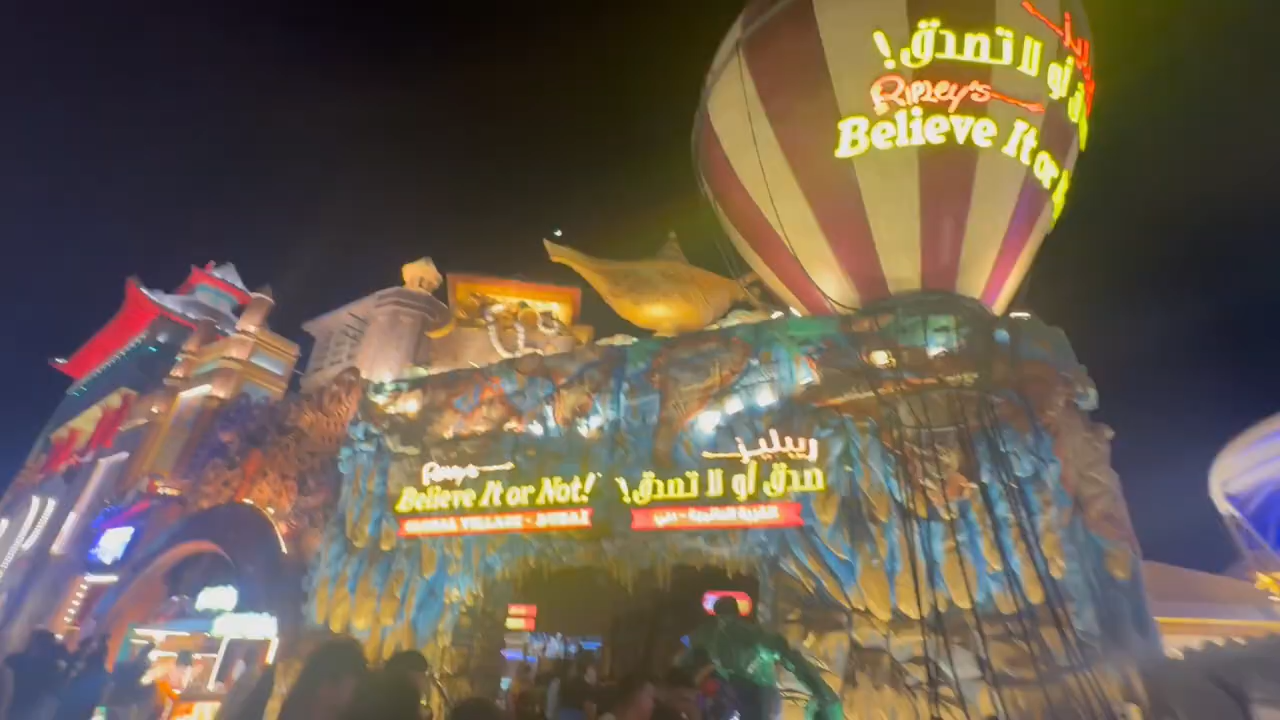 ريبليز
أو لا تصدق!
Ripley's
Believe It or
Ripley's
Believe It or Not!
GLOBAL VILLAGE - DUBAI
ريبليز
صدق أو لا تصدق!
القرية العالمية - دبي